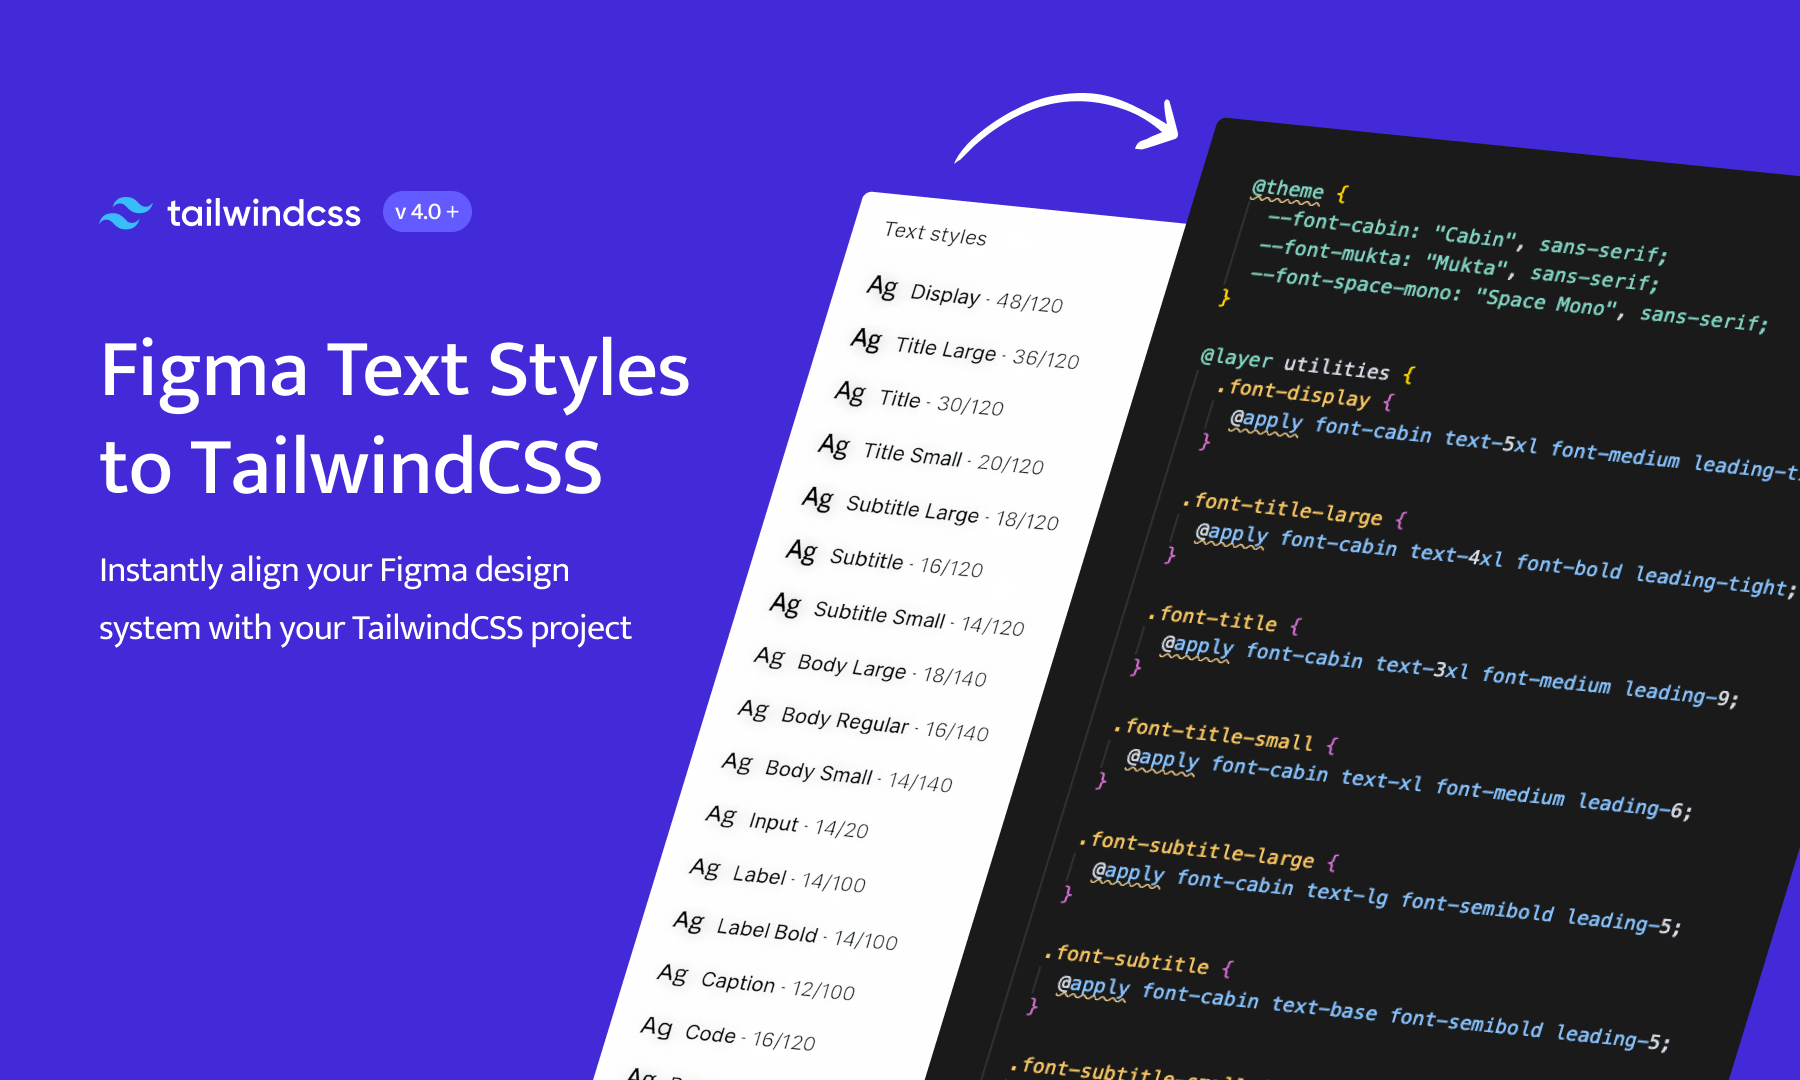 tailwindcss v 4.0 +
Figma Text Styles
to TailwindCSS
Instantly align your Figma design
system with your TailwindCSS project
Text styles
Ag Display · 48/120
Ag Title Large · 36/120
Ag Title · 30/120
Ag Title Small · 20/120
Ag Subtitle Large · 18/120
Ag Subtitle · 16/120
Ag Subtitle Small · 14/120
Ag Body Large · 18/140
Ag Body Regular · 16/140
Ag Body Small · 14/140
Ag Input · 14/20
Ag Label · 14/100
Ag Label Bold · 14/100
Ag Caption · 12/100
Ag Code · 16/120
Ag
@theme {
--font-cabin: "Cabin", sans-serif;
--font-mukta: "Mukta", sans-serif;
--font-space-mono: "Space Mono", sans-serif;
}
@layer utilities {
.font-display {
@apply font-cabin text-5xl font-medium leading-t
}
.font-title-large {
@apply font-cabin text-4xl font-bold leading-tight;
}
.font-title {
@apply font-cabin text-3xl font-medium leading-9;
}
.font-title-small {
@apply font-cabin text-xl font-medium leading-6;
}
.font-subtitle-large {
@apply font-cabin text-lg font-semibold leading-5;
}
.font-subtitle {
@apply font-cabin text-base font-semibold leading-5;
}
.font-subtitle-small